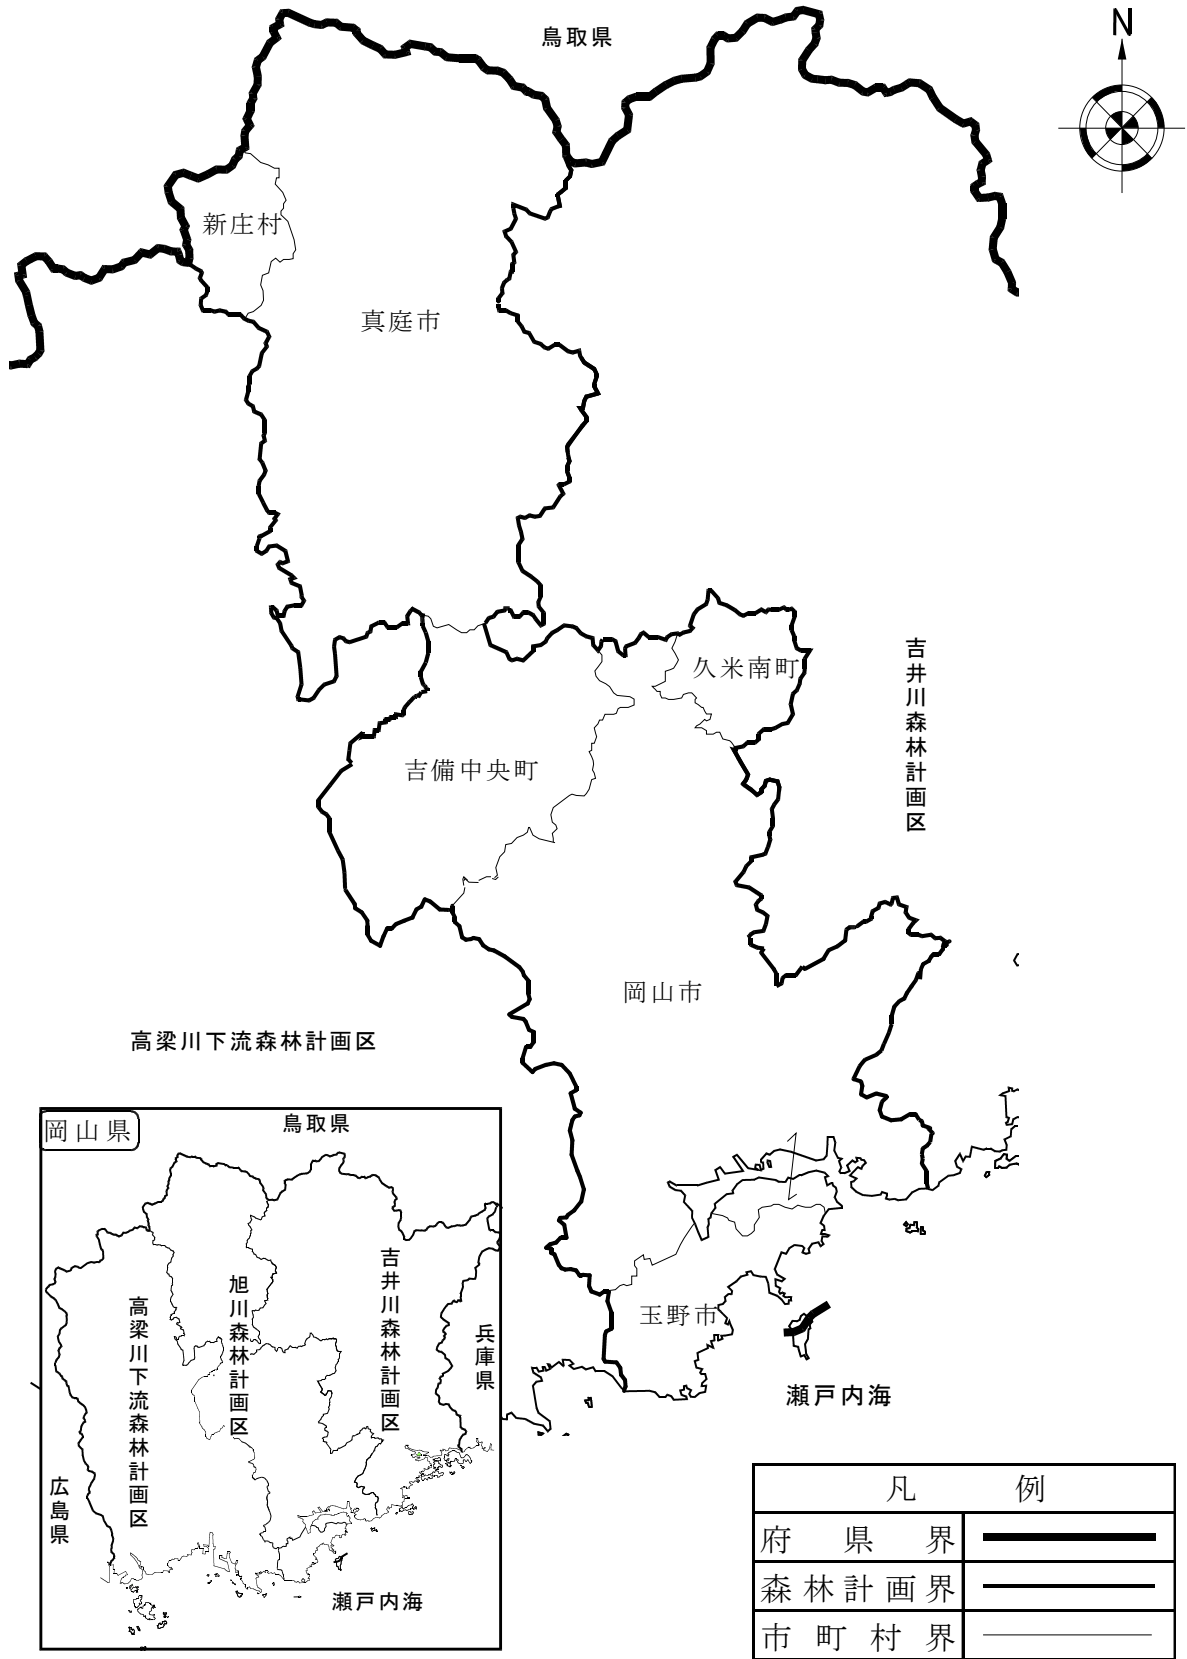 鳥取県
N
新庄村
真庭市
久米南町
吉井川森林計画区
吉備中央町
岡山市
高梁川下流森林計画区
玉野市
瀬戸内海
岡山県
鳥取県
旭川森林計画区
吉井川森林計画区
高梁川下流森林計画区
兵庫県
広島県
瀬戸内海
凡 例
府 県 界
森林計画界
市 町 村 界